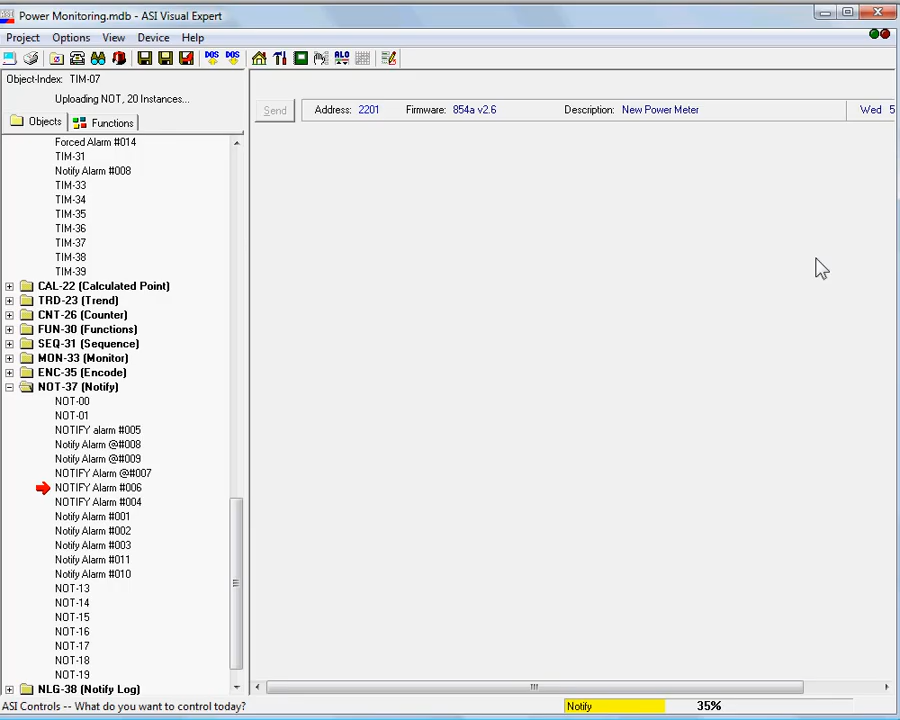 Power Monitoring.mdb - ASI Visual Expert
Project Options View Device Help
DOS DOS ALO
Object-Index: TIM-07
Uploading NOT, 20 Instances...
Send Address: 2201 Firmware: 854a v2.6 Description: New Power Meter Wed 5
Objects Functions
Forced Alarm #014
TIM-31
Notify Alarm #008
TIM-33
TIM-34
TIM-35
TIM-36
TIM-37
TIM-38
TIM-39
CAL-22 (Calculated Point)
TRD-23 (Trend)
CNT-26 (Counter)
FUN-30 (Functions)
SEQ-31 (Sequence)
MON-33 (Monitor)
ENC-35 (Encode)
NOT-37 (Notify)
NOT-00
NOT-01
NOTIFY alarm #005
Notify Alarm @#008
Notify Alarm @#009
NOTIFY Alarm @#007
NOTIFY Alarm #006
NOTIFY Alarm #004
Notify Alarm #001
Notify Alarm #002
Notify Alarm #003
Notify Alarm #011
Notify Alarm #010
NOT-13
NOT-14
NOT-15
NOT-16
NOT-17
NOT-18
NOT-19
NLG-38 (Notify Log)
ASI Controls -- What do you want to control today? Notify 35%